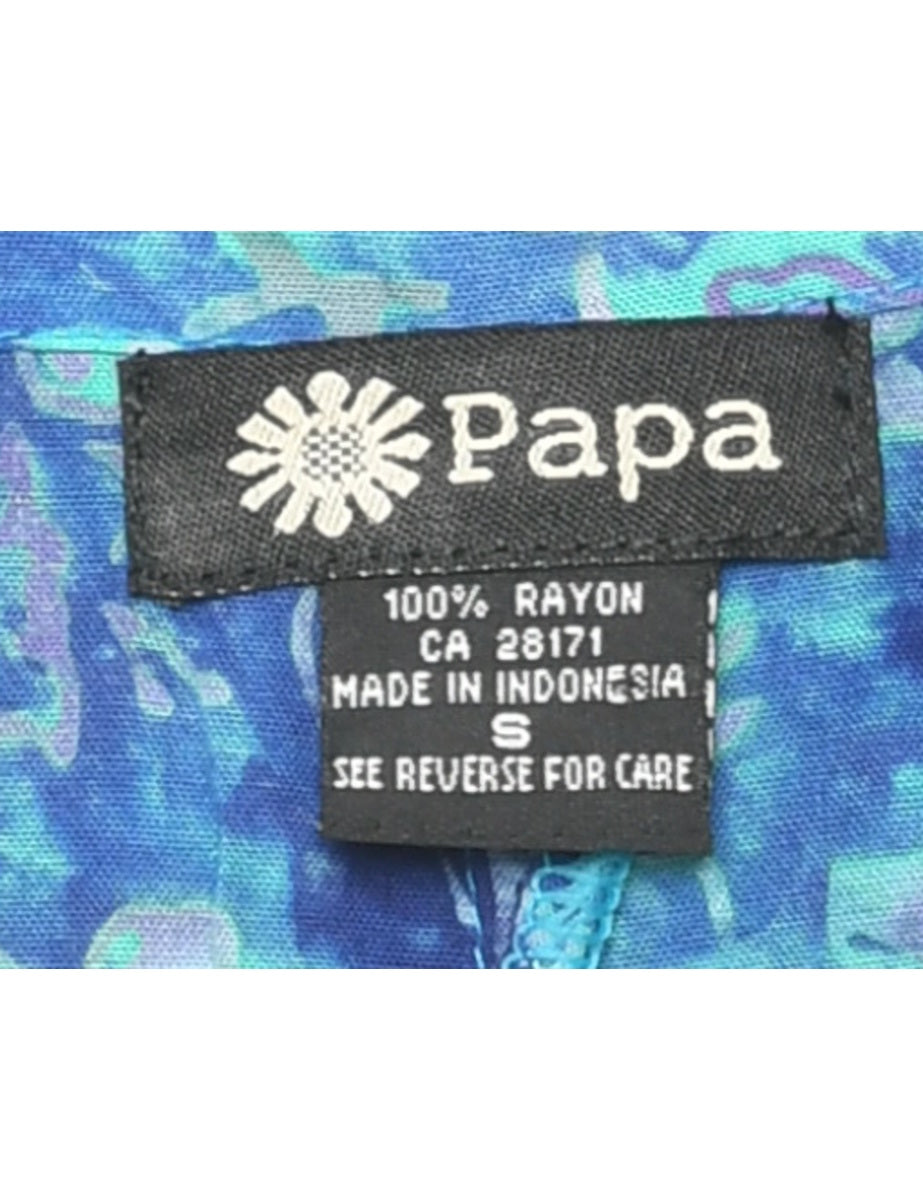 Papa
100% RAYON
CA 28171
MADE IN INDONESIA
S
SEE REVERSE FOR CARE